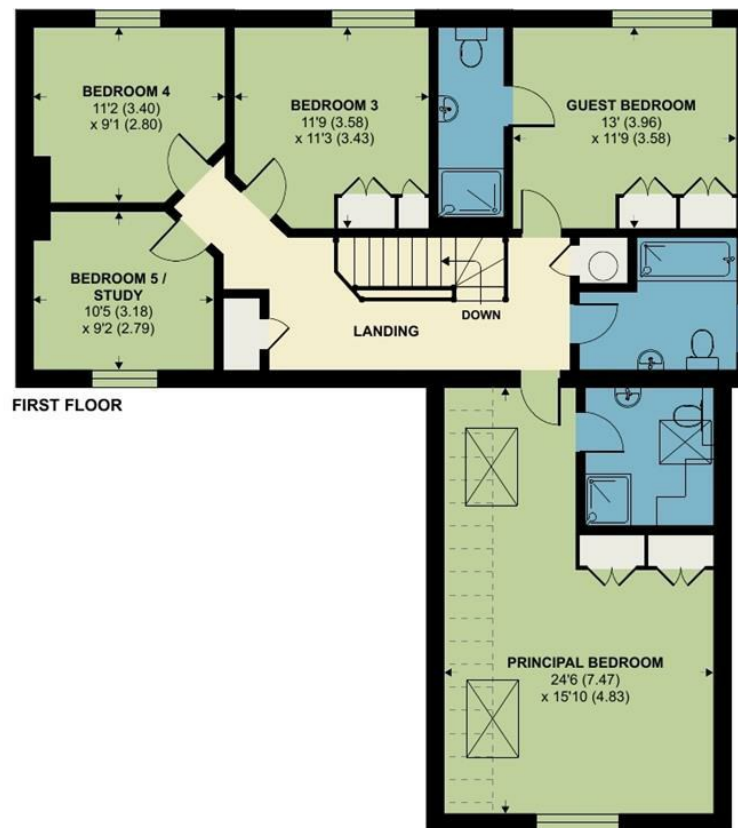 BEDROOM 4
11'2 (3.40)
x 9'1 (2.80)
BEDROOM 3
11'9 (3.58)
x 11'3 (3.43)
GUEST BEDROOM
13' (3.96)
x 11'9 (3.58)
BEDROOM 5 /
STUDY
10'5 (3.18)
x 9'2 (2.79)
LANDING
DOWN
FIRST FLOOR
PRINCIPAL BEDROOM
24'6 (7.47)
x 15'10 (4.83)